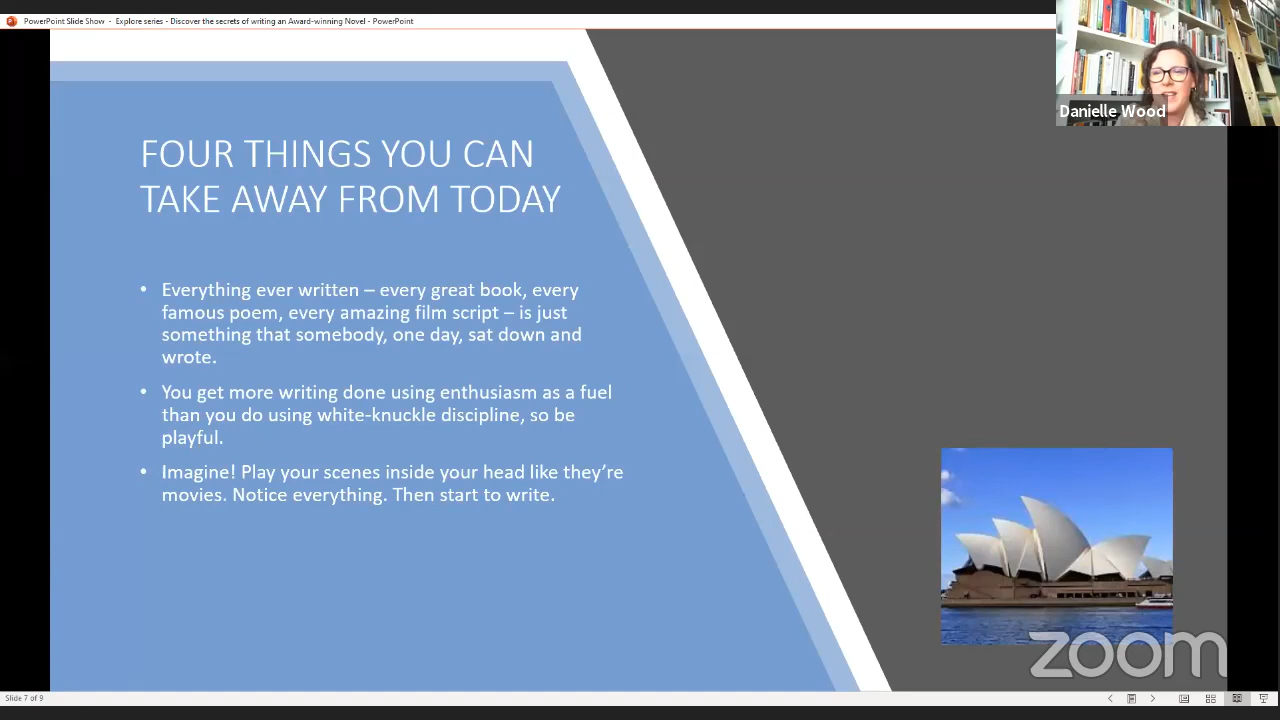 PowerPoint Slide Show - Explore series - Discover the secrets of writing an Award-winning Novel - PowerPoint
Danielle Wood
FOUR THINGS YOU CAN
TAKE AWAY FROM TODAY
• Everything ever written – every great book, every
famous poem, every amazing film script – is just
something that somebody, one day, sat down and
wrote.
• You get more writing done using enthusiasm as a fuel
than you do using white-knuckle discipline, so be
playful.
• Imagine! Play your scenes inside your head like they’re
movies. Notice everything. Then start to write.
zoom
Slide 7 of 9